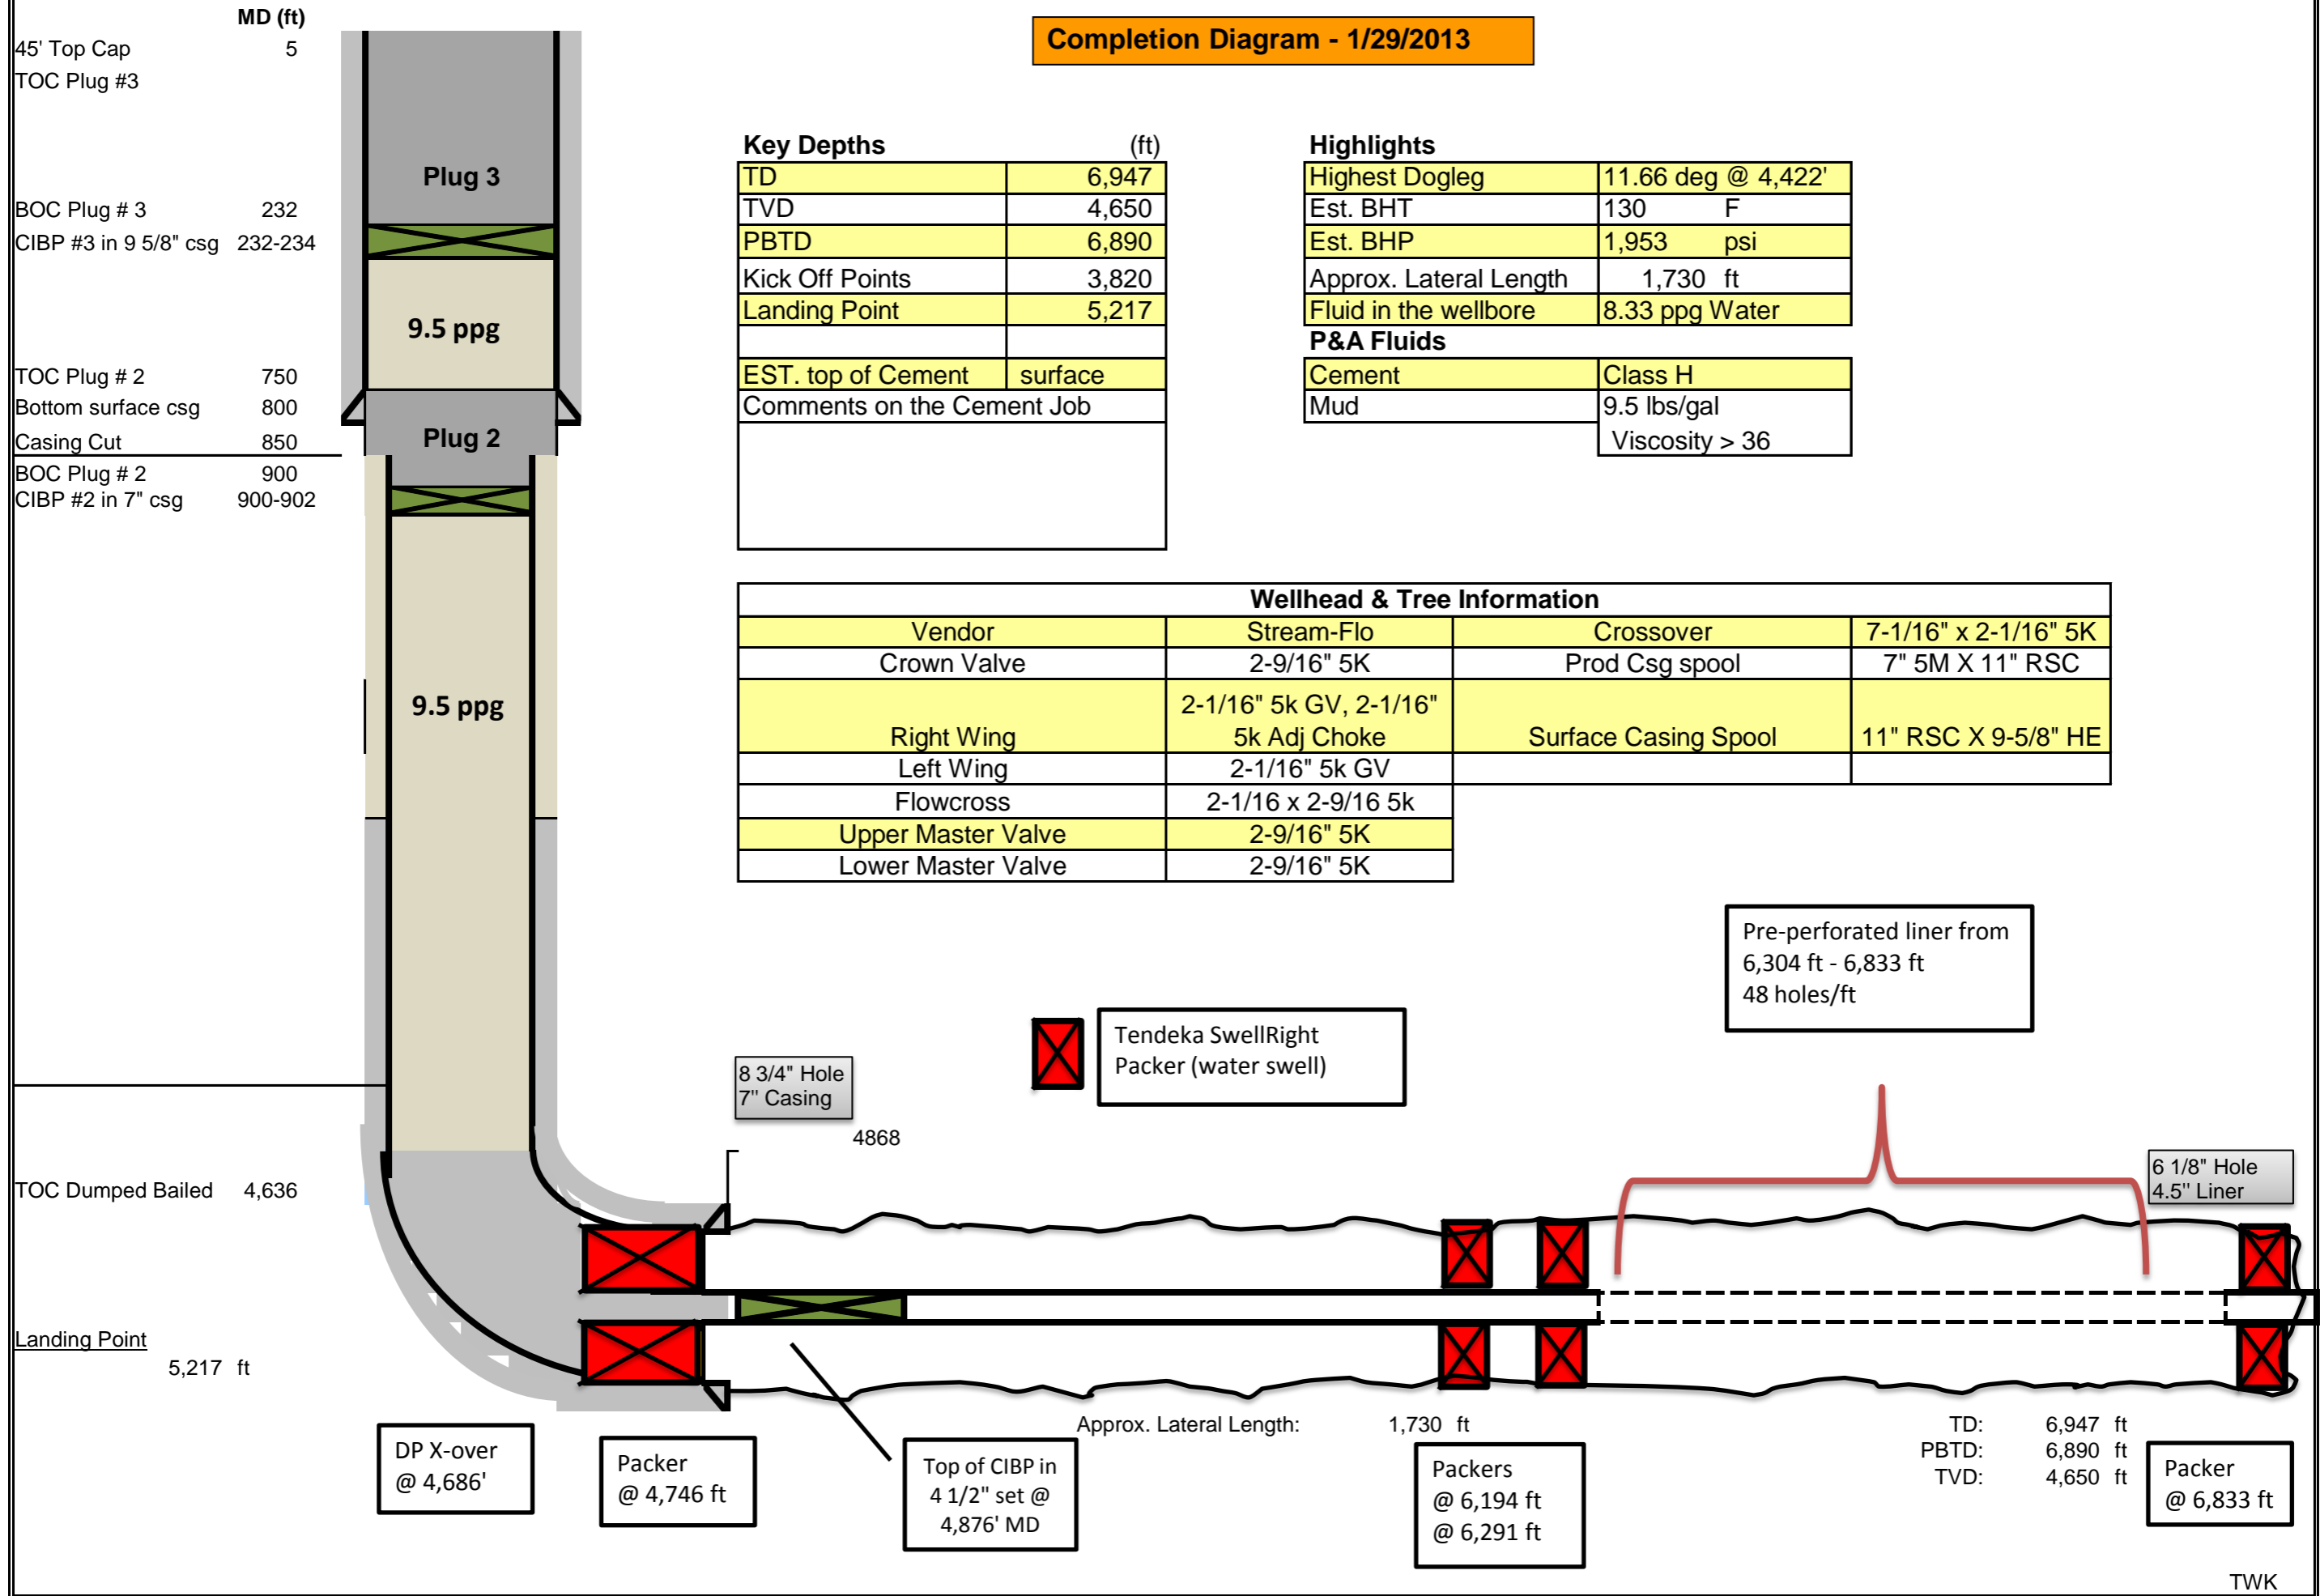 MD (ft)
45' Top Cap 5
TOC Plug #3
BOC Plug # 3 232
CIBP #3 in 9 5/8" csg 232-234
TOC Plug # 2 750
Bottom surface csg 800
Casing Cut 850
BOC Plug # 2 900
CIBP #2 in 7" csg 900-902
TOC Dumped Bailed 4,636
Landing Point
5,217 ft
Plug 3
9.5 ppg
Plug 2
9.5 ppg
Completion Diagram - 1/29/2013
Key Depths (ft)
TD 6,947
TVD 4,650
PBTD 6,890
Kick Off Points 3,820
Landing Point 5,217
EST. top of Cement surface
Comments on the Cement Job
Highlights
Highest Dogleg 11.66 deg @ 4,422'
Est. BHT 130 F
Est. BHP 1,953 psi
Approx. Lateral Length 1,730 ft
Fluid in the wellbore 8.33 ppg Water
P&A Fluids
Cement Class H
Mud 9.5 lbs/gal
Viscosity > 36
Wellhead & Tree Information
Vendor Stream-Flo Crossover 7-1/16" x 2-1/16" 5K
Crown Valve 2-9/16" 5K Prod Csg spool 7" 5M X 11" RSC
2-1/16" 5k GV, 2-1/16"
Right Wing 5k Adj Choke Surface Casing Spool 11" RSC X 9-5/8" HE
Left Wing 2-1/16" 5k GV
Flowcross 2-1/16 x 2-9/16 5k
Upper Master Valve 2-9/16" 5K
Lower Master Valve 2-9/16" 5K
Pre-perforated liner from
6,304 ft - 6,833 ft
48 holes/ft
Tendeka SwellRight
Packer (water swell)
8 3/4" Hole
7" Casing
4868
6 1/8" Hole
4.5" Liner
DP X-over
@ 4,686'
Packer
@ 4,746 ft
Top of CIBP in
4 1/2" set @
4,876' MD
Approx. Lateral Length: 1,730 ft
Packers
@ 6,194 ft
@ 6,291 ft
TD: 6,947 ft
PBTD: 6,890 ft
TVD: 4,650 ft
Packer
@ 6,833 ft
TWK